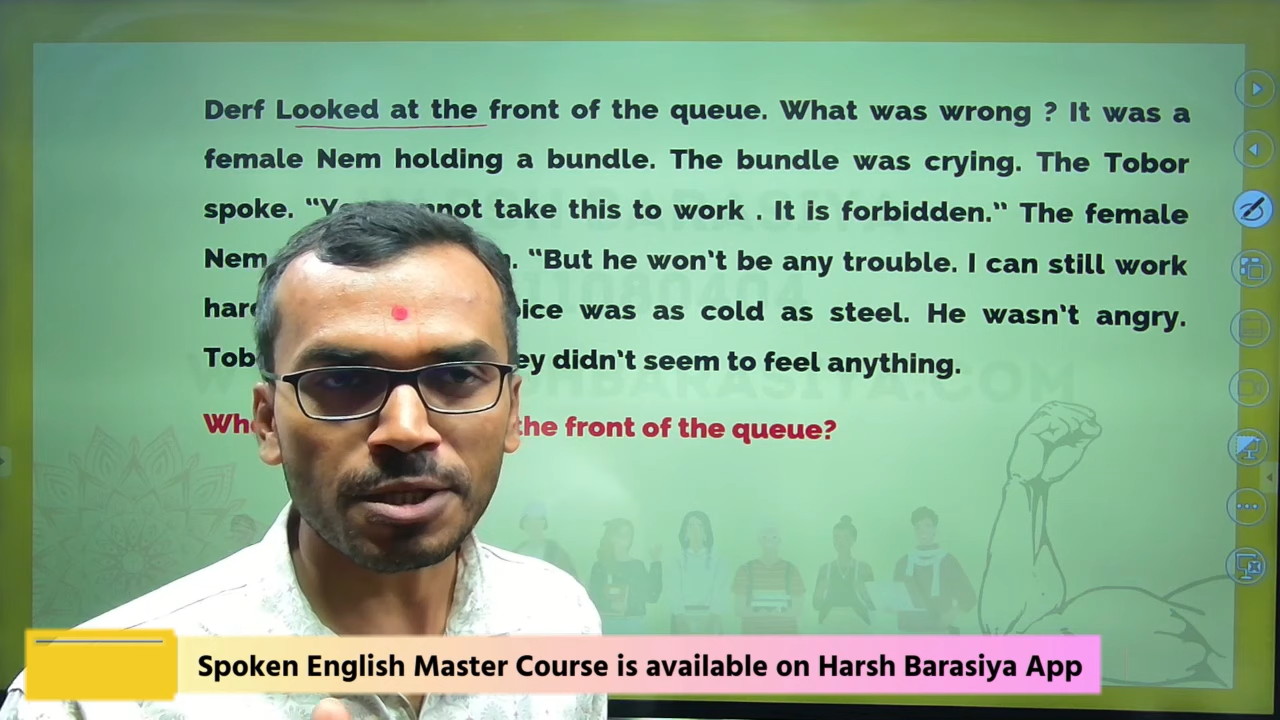 Derf Looked at the front of the queue. What was wrong ? It was a
female Nem holding a bundle. The bundle was crying. The Tobor
spoke. “ nnot take this to work . It is forbidden.” The female
Nem . “But he won’t be any trouble. I can still work
oice was as cold as steel. He wasn’t angry.
Tob ey didn’t seem to feel anything.
the front of the queue?
Spoken English Master Course is available on Harsh Barasiya App